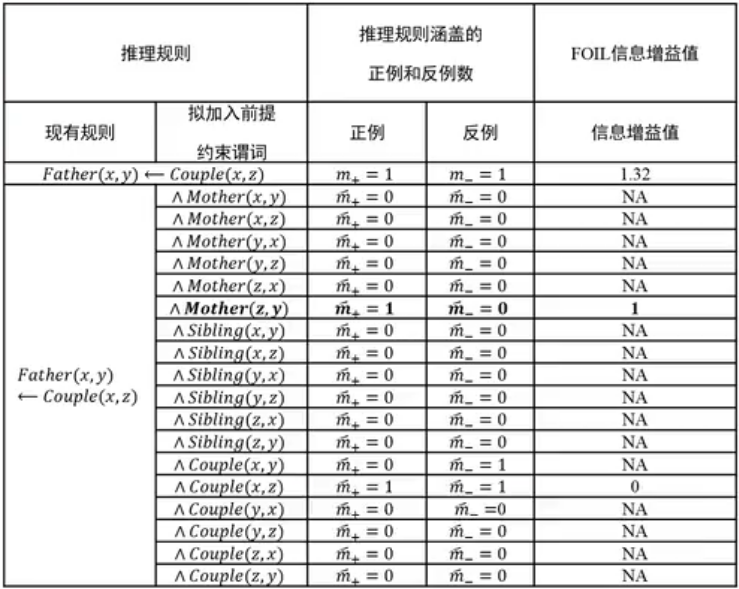 推理规则 推理规则涵盖的 正例和反例数 FOIL信息增益值
现有规则 拟加入前提 约束谓词 正例 反例 信息增益值
Father(x,y) ⟵ Couple(x,z) m₊ = 1 m₋ = 1 1.32
Father(x,y) ⟵ Couple(x,z)
∧ Mother(x,y) m̃₊ = 0 m̃₋ = 0 NA
∧ Mother(x,z) m̃₊ = 0 m̃₋ = 0 NA
∧ Mother(y,x) m̃₊ = 0 m̃₋ = 0 NA
∧ Mother(y,z) m̃₊ = 0 m̃₋ = 0 NA
∧ Mother(z,x) m̃₊ = 0 m̃₋ = 0 NA
∧ Mother(z,y) m̃₊ = 1 m̃₋ = 0 1
∧ Sibling(x,y) m̃₊ = 0 m̃₋ = 0 NA
∧ Sibling(x,z) m̃₊ = 0 m̃₋ = 0 NA
∧ Sibling(y,x) m̃₊ = 0 m̃₋ = 0 NA
∧ Sibling(y,z) m̃₊ = 0 m̃₋ = 0 NA
∧ Sibling(z,x) m̃₊ = 0 m̃₋ = 0 NA
∧ Sibling(z,y) m̃₊ = 0 m̃₋ = 0 NA
∧ Couple(x,y) m̃₊ = 0 m̃₋ = 1 NA
∧ Couple(x,z) m̃₊ = 1 m̃₋ = 1 0
∧ Couple(y,x) m̃₊ = 0 m̃₋ =0 NA
∧ Couple(y,z) m̃₊ = 0 m̃₋ = 0 NA
∧ Couple(z,x) m̃₊ = 0 m̃₋ = 0 NA
∧ Couple(z,y) m̃₊ = 0 m̃₋ = 0 NA